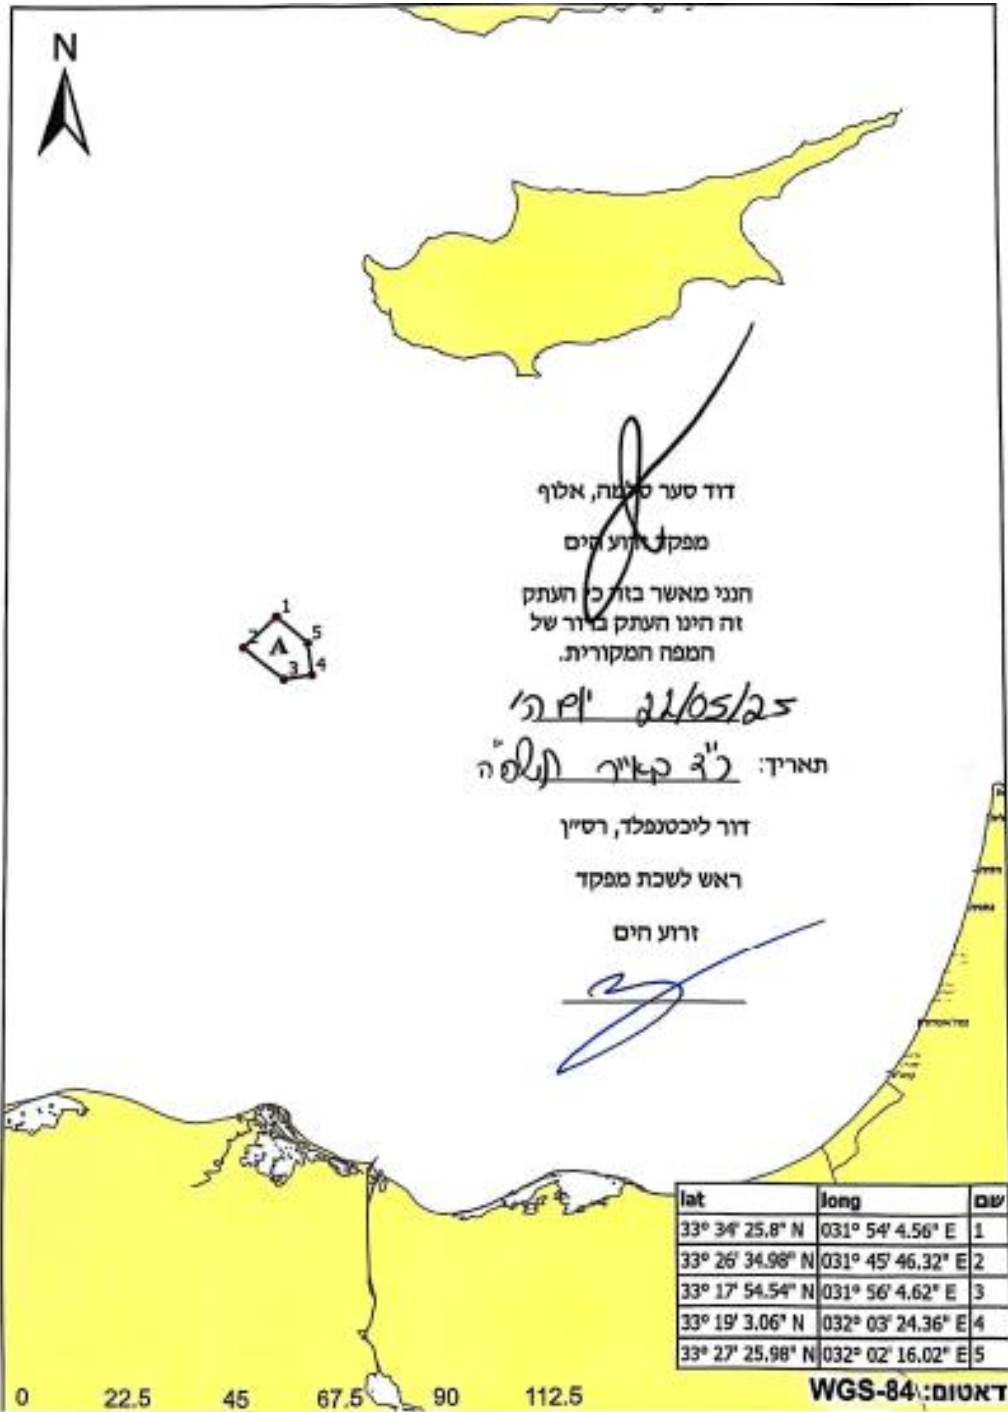 N
דוד סער סלמה, אלוף
מפקד זרוע הים
הנני מאשר בזה כי העתק
זה הינו העתק ברור של
המפה המקורית.
22/05/25 יום ה'
תאריך: כ"ד באייר תשפ"ה
דור ליכטנפלד, רס"ן
ראש לשכת מפקד
זרוע הים
1
2
A
5
3
4
lat long שם
33° 34' 25.8" N 031° 54' 4.56" E 1
33° 26' 34.98" N 031° 45' 46.32" E 2
33° 17' 54.54" N 031° 56' 4.62" E 3
33° 19' 3.06" N 032° 03' 24.36" E 4
33° 27' 25.98" N 032° 02' 16.02" E 5
דאטום: WGS-84
0 22.5 45 67.5 90 112.5